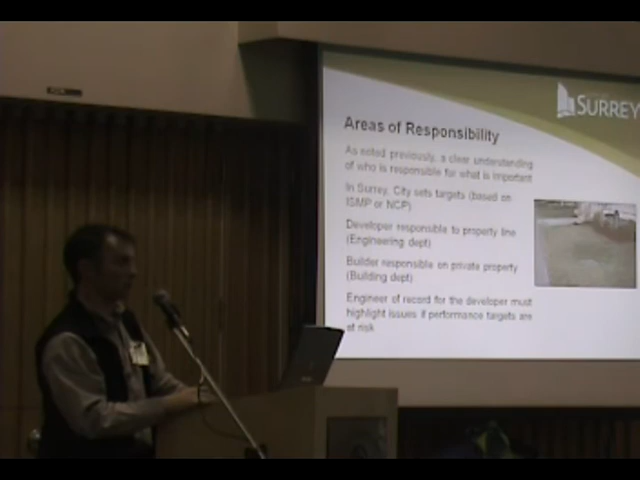 SURREY
Areas of Responsibility
As noted previously, a clear understanding
of who is responsible for what is important
In Surrey, City sets targets (based on
ISMP or NCP)
Developer responsible to property line
(Engineering dept)
Builder responsible on private property
(Building dept)
Engineer of record for the developer must
highlight issues if performance targets are
at risk